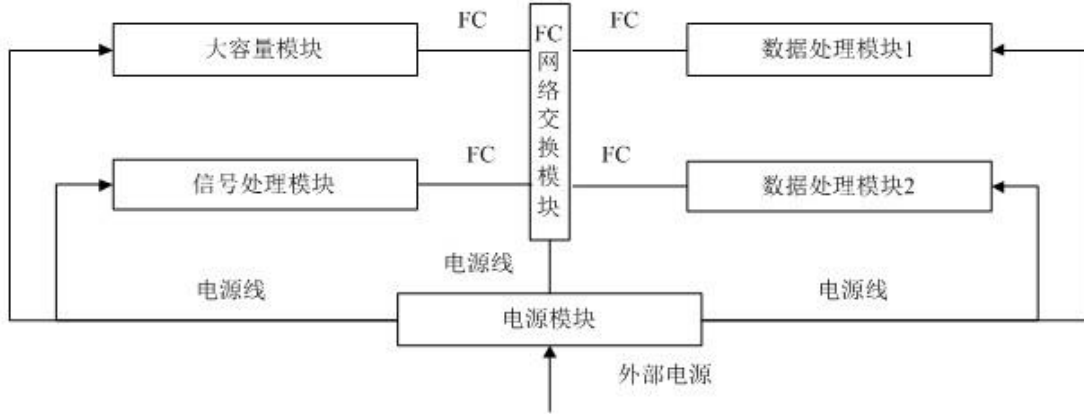 FC
FC
大容量模块
FC
网
络
交
换
模
块
数据处理模块1
FC
FC
信号处理模块
数据处理模块2
电源线
电源线
电源线
电源模块
外部电源